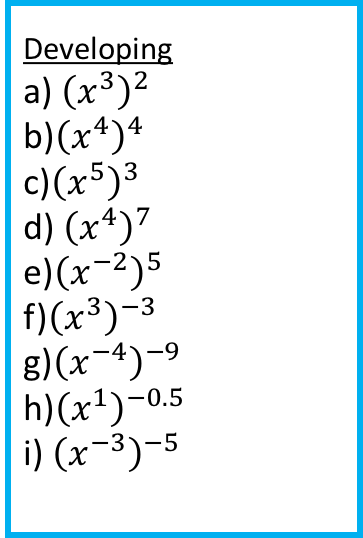 Developing
a) (x³)²
b)(x⁴)⁴
c)(x⁵)³
d) (x⁴)⁷
e)(x⁻²)⁵
f)(x³)⁻³
g)(x⁻⁴)⁻⁹
h)(x¹)⁻⁰·⁵
i) (x⁻³)⁻⁵